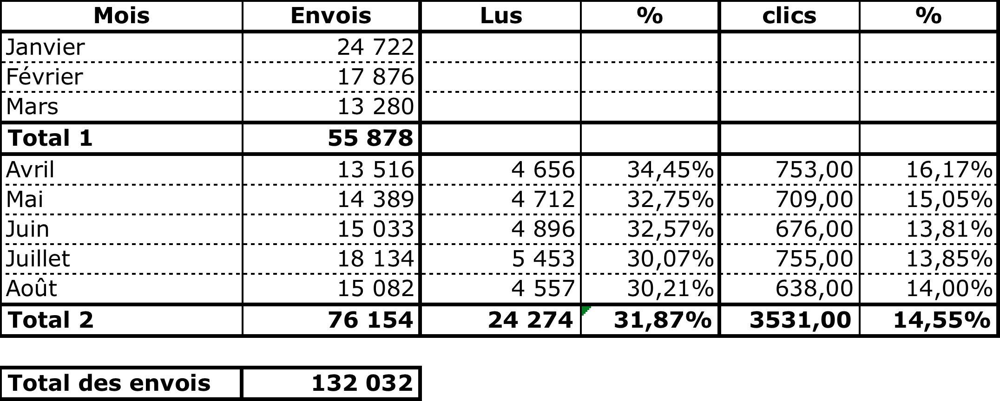 Mois Envois Lus % clics %
Janvier 24 722
Février 17 876
Mars 13 280
Total 1 55 878
Avril 13 516 4 656 34,45% 753,00 16,17%
Mai 14 389 4 712 32,75% 709,00 15,05%
Juin 15 033 4 896 32,57% 676,00 13,81%
Juillet 18 134 5 453 30,07% 755,00 13,85%
Août 15 082 4 557 30,21% 638,00 14,00%
Total 2 76 154 24 274 31,87% 3531,00 14,55%
Total des envois 132 032